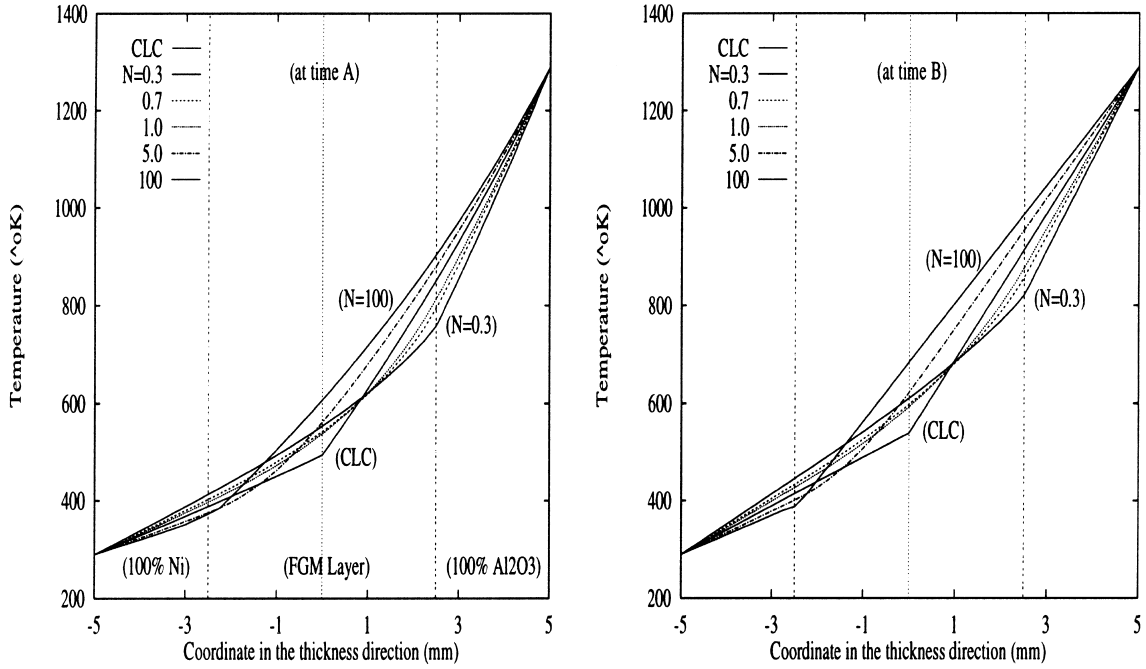 1400
1200
1000
800
600
400
200
Temperature (^oK)
CLC
N=0.3
0.7
1.0
5.0
100
(at time A)
(N=100)
(N=0.3)
(CLC)
(100% Ni)
(FGM Layer)
(100% Al2O3)
-5
-3
-1
1
3
5
Coordinate in the thickness direction (mm)
1400
1200
1000
800
600
400
200
Temperature (^oK)
CLC
N=0.3
0.7
1.0
5.0
100
(at time B)
(N=100)
(N=0.3)
(CLC)
-5
-3
-1
1
3
5
Coordinate in the thickness direction (mm)